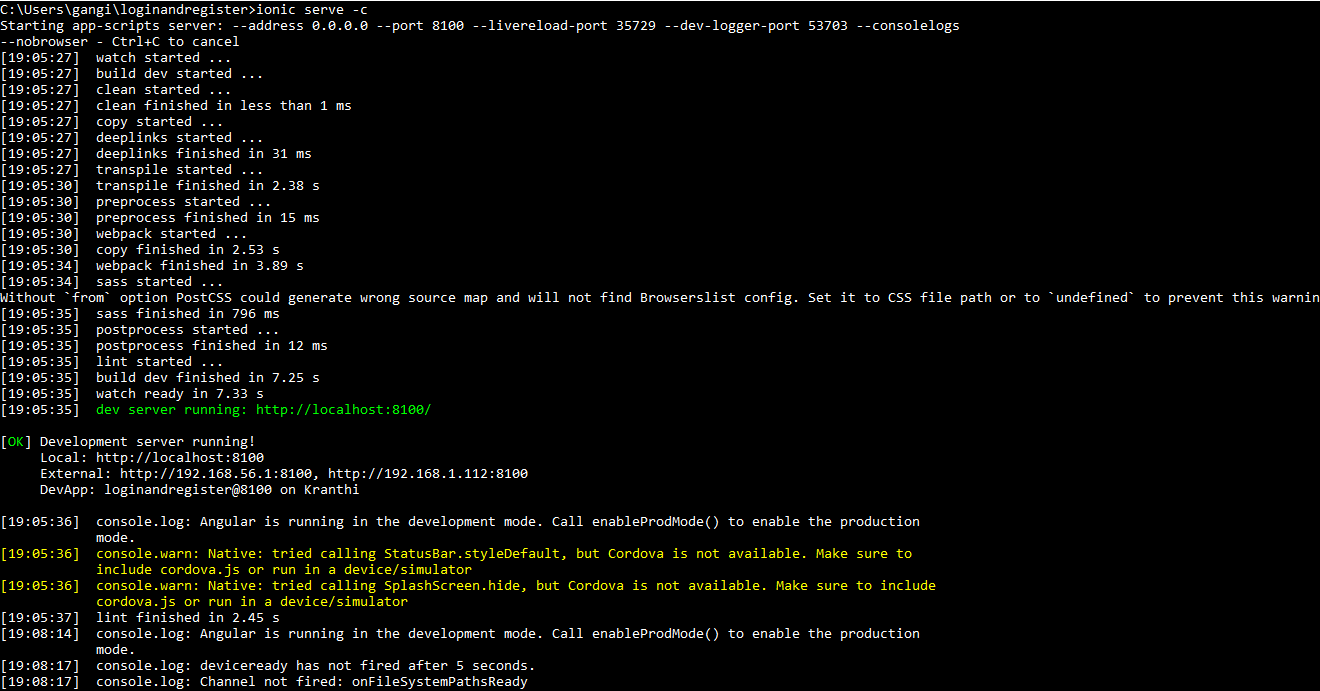 C:\Users\gangi\loginandregister>ionic serve -c
Starting app-scripts server: --address 0.0.0.0 --port 8100 --livereload-port 35729 --dev-logger-port 53703 --consolelogs
--nobrowser - Ctrl+C to cancel
[19:05:27]  watch started ...
[19:05:27]  build dev started ...
[19:05:27]  clean started ...
[19:05:27]  clean finished in less than 1 ms
[19:05:27]  copy started ...
[19:05:27]  deeplinks started ...
[19:05:27]  deeplinks finished in 31 ms
[19:05:27]  transpile started ...
[19:05:30]  transpile finished in 2.38 s
[19:05:30]  preprocess started ...
[19:05:30]  preprocess finished in 15 ms
[19:05:30]  webpack started ...
[19:05:30]  copy finished in 2.53 s
[19:05:34]  webpack finished in 3.89 s
[19:05:34]  sass started ...
Without `from` option PostCSS could generate wrong source map and will not find Browserslist config. Set it to CSS file path or to `undefined` to prevent this warnin
[19:05:35]  sass finished in 796 ms
[19:05:35]  postprocess started ...
[19:05:35]  postprocess finished in 12 ms
[19:05:35]  lint started ...
[19:05:35]  build dev finished in 7.25 s
[19:05:35]  watch ready in 7.33 s
[19:05:35]  dev server running: http://localhost:8100/
[OK] Development server running!
     Local: http://localhost:8100
     External: http://192.168.56.1:8100, http://192.168.1.112:8100
     DevApp: loginandregister@8100 on Kranthi
[19:05:36]  console.log: Angular is running in the development mode. Call enableProdMode() to enable the production
            mode.
[19:05:36]  console.warn: Native: tried calling StatusBar.styleDefault, but Cordova is not available. Make sure to
            include cordova.js or run in a device/simulator
[19:05:36]  console.warn: Native: tried calling SplashScreen.hide, but Cordova is not available. Make sure to include
            cordova.js or run in a device/simulator
[19:05:37]  lint finished in 2.45 s
[19:08:14]  console.log: Angular is running in the development mode. Call enableProdMode() to enable the production
            mode.
[19:08:17]  console.log: deviceready has not fired after 5 seconds.
[19:08:17]  console.log: Channel not fired: onFileSystemPathsReady